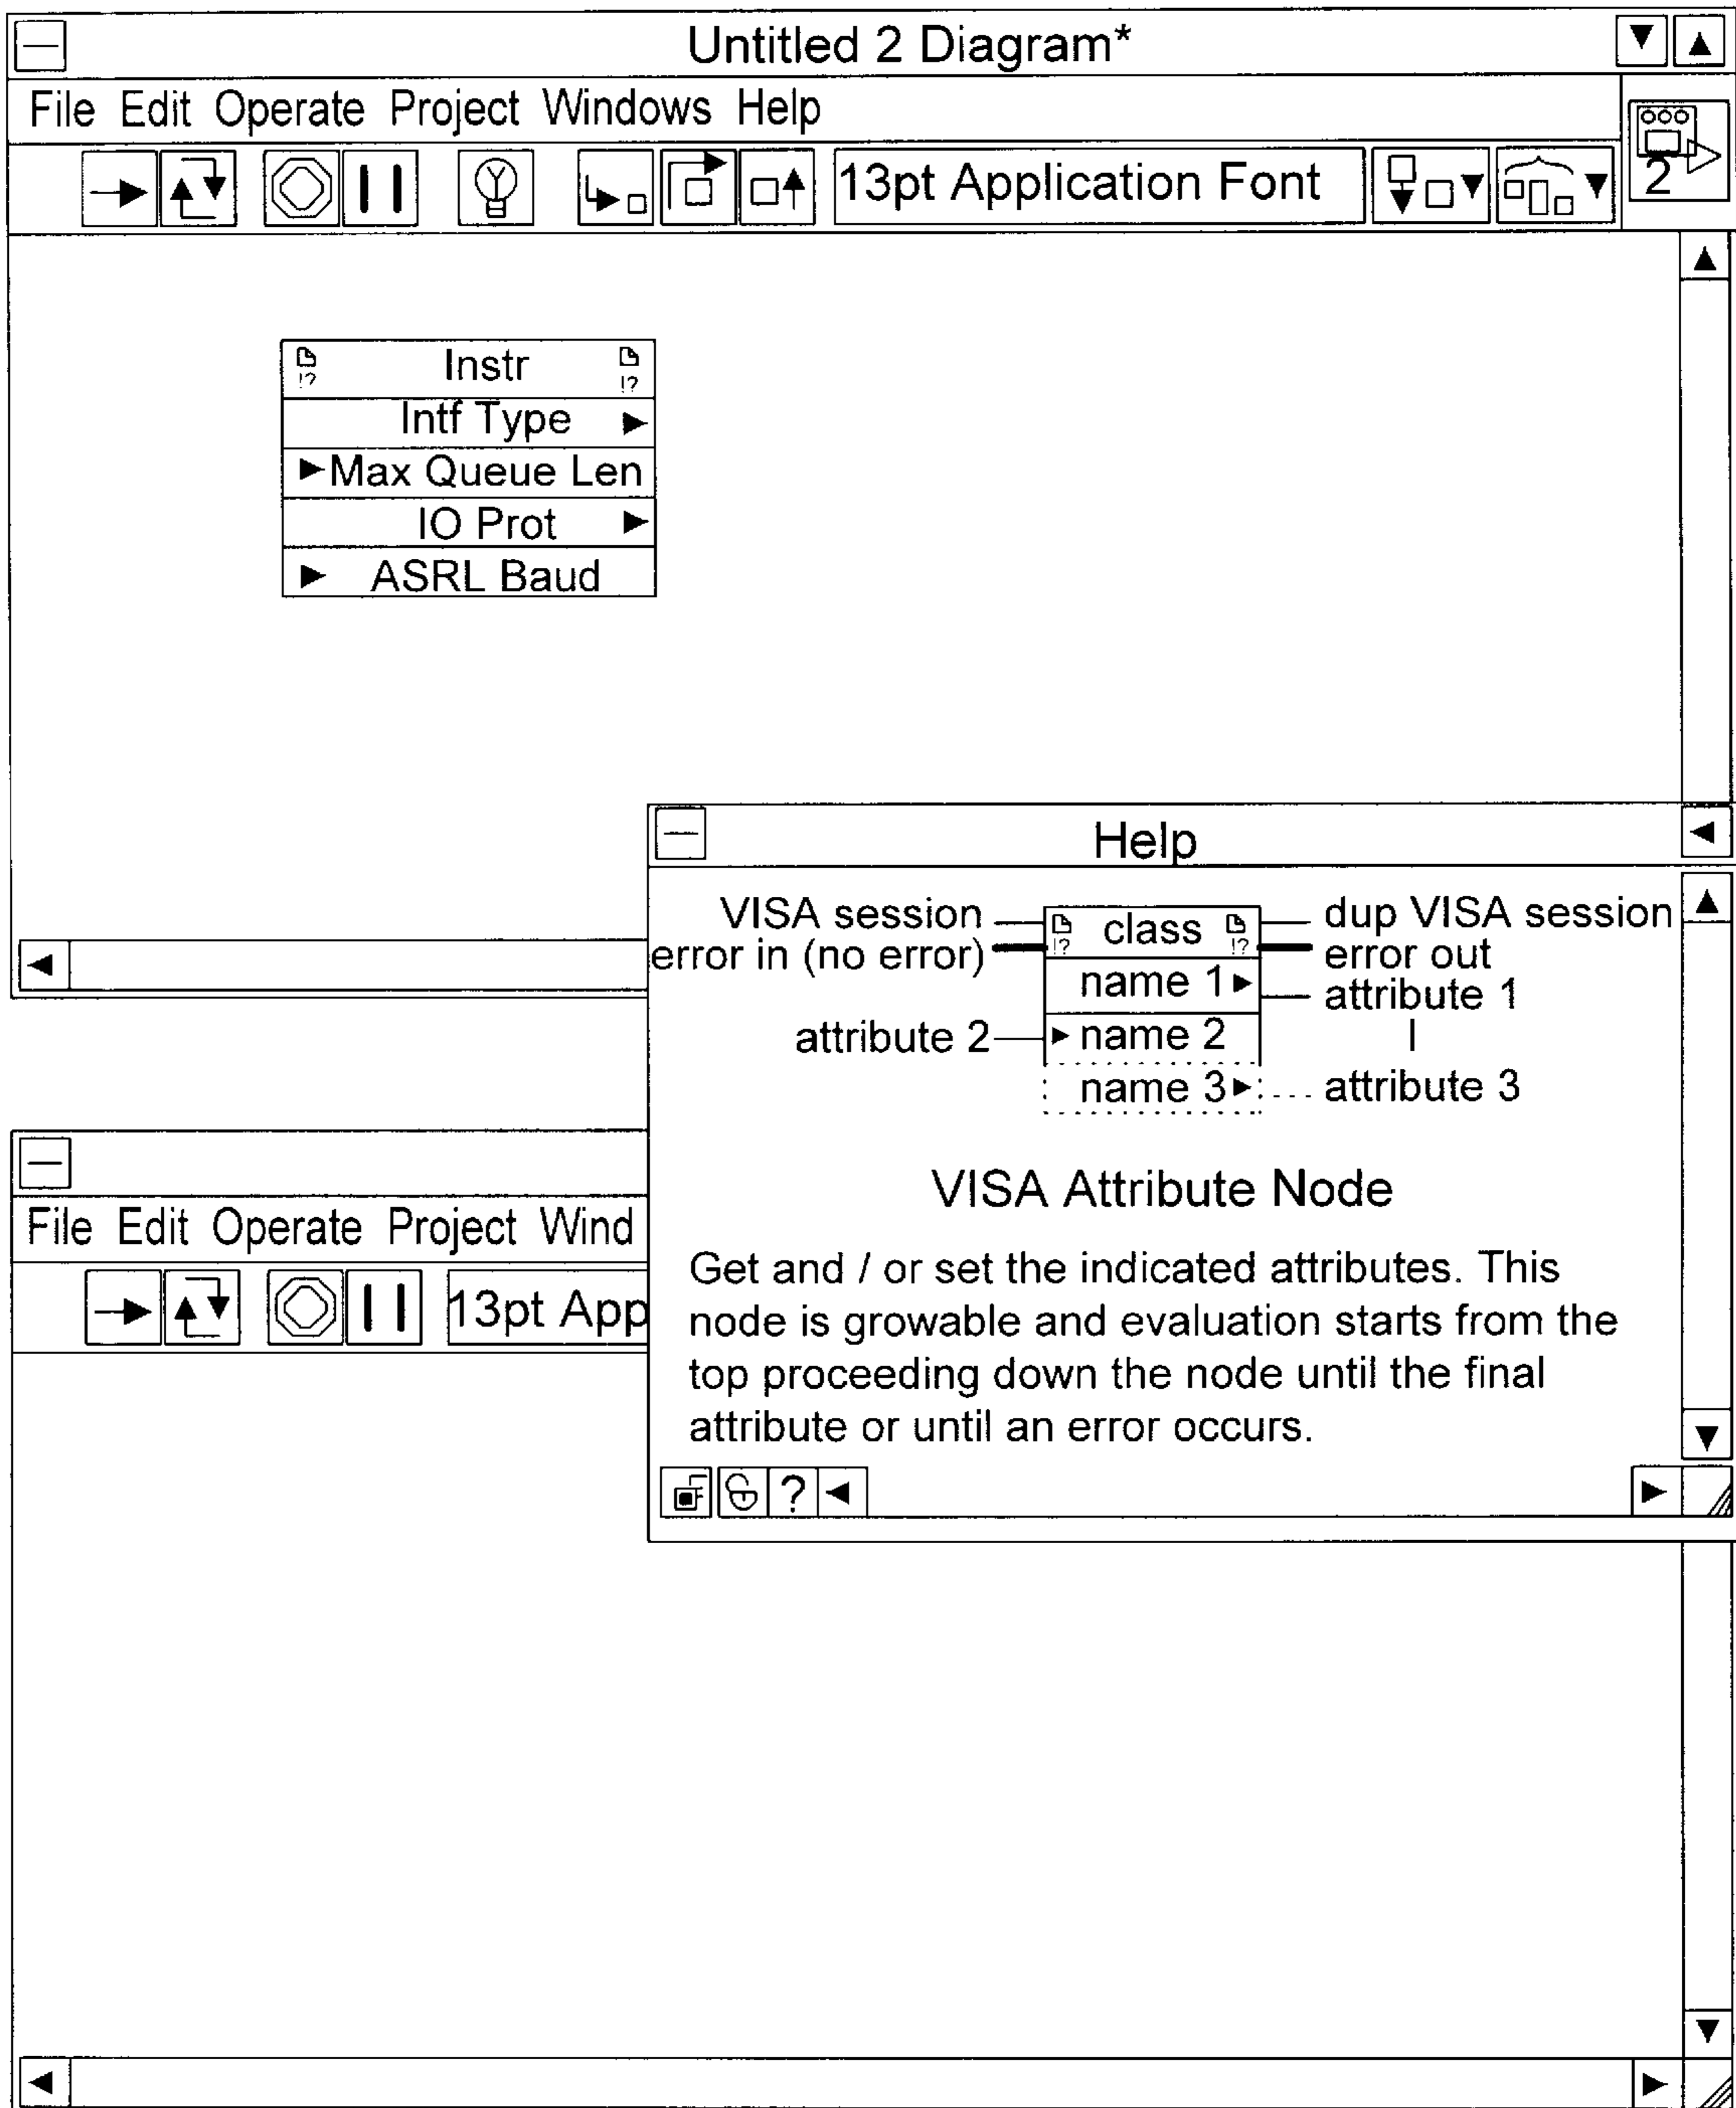 Untitled 2 Diagram*
File Edit Operate Project Windows Help
13pt Application Font
2
Instr
!? !?
Intf Type
Max Queue Len
IO Prot
ASRL Baud
Help
VISA session class dup VISA session
error in (no error) !? !? error out
name 1 attribute 1
attribute 2 name 2
name 3 attribute 3
VISA Attribute Node
Get and / or set the indicated attributes. This
node is growable and evaluation starts from the
top proceeding down the node until the final
attribute or until an error occurs.
?
File Edit Operate Project Wind
13pt App